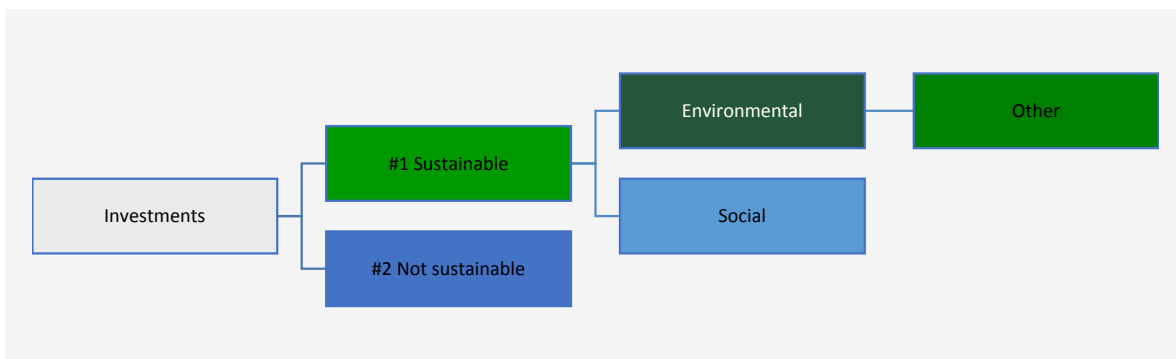 Environmental
Other
#1 Sustainable
Investments
Social
#2 Not sustainable